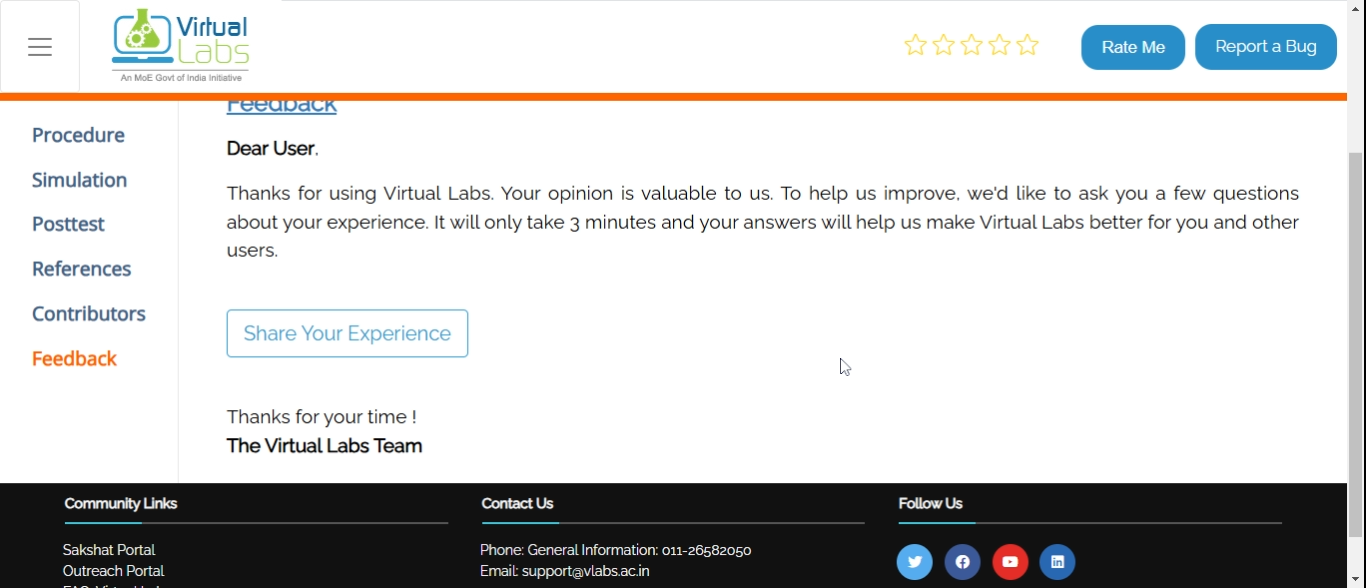 Virtual
Labs
An MoE Govt of India Initiative
Rate Me
Report a Bug
Feedback
Procedure
Simulation
Posttest
References
Contributors
Feedback
Dear User.
Thanks for using Virtual Labs. Your opinion is valuable to us. To help us improve, we'd like to ask you a few questions
about your experience. It will only take 3 minutes and your answers will help us make Virtual Labs better for you and other
users.
Share Your Experience
Thanks for your time !
The Virtual Labs Team
Community Links
Sakshat Portal
Outreach Portal
Contact Us
Phone: General Information: 011-26582050
Email: support@vlabs.ac.in
Follow Us